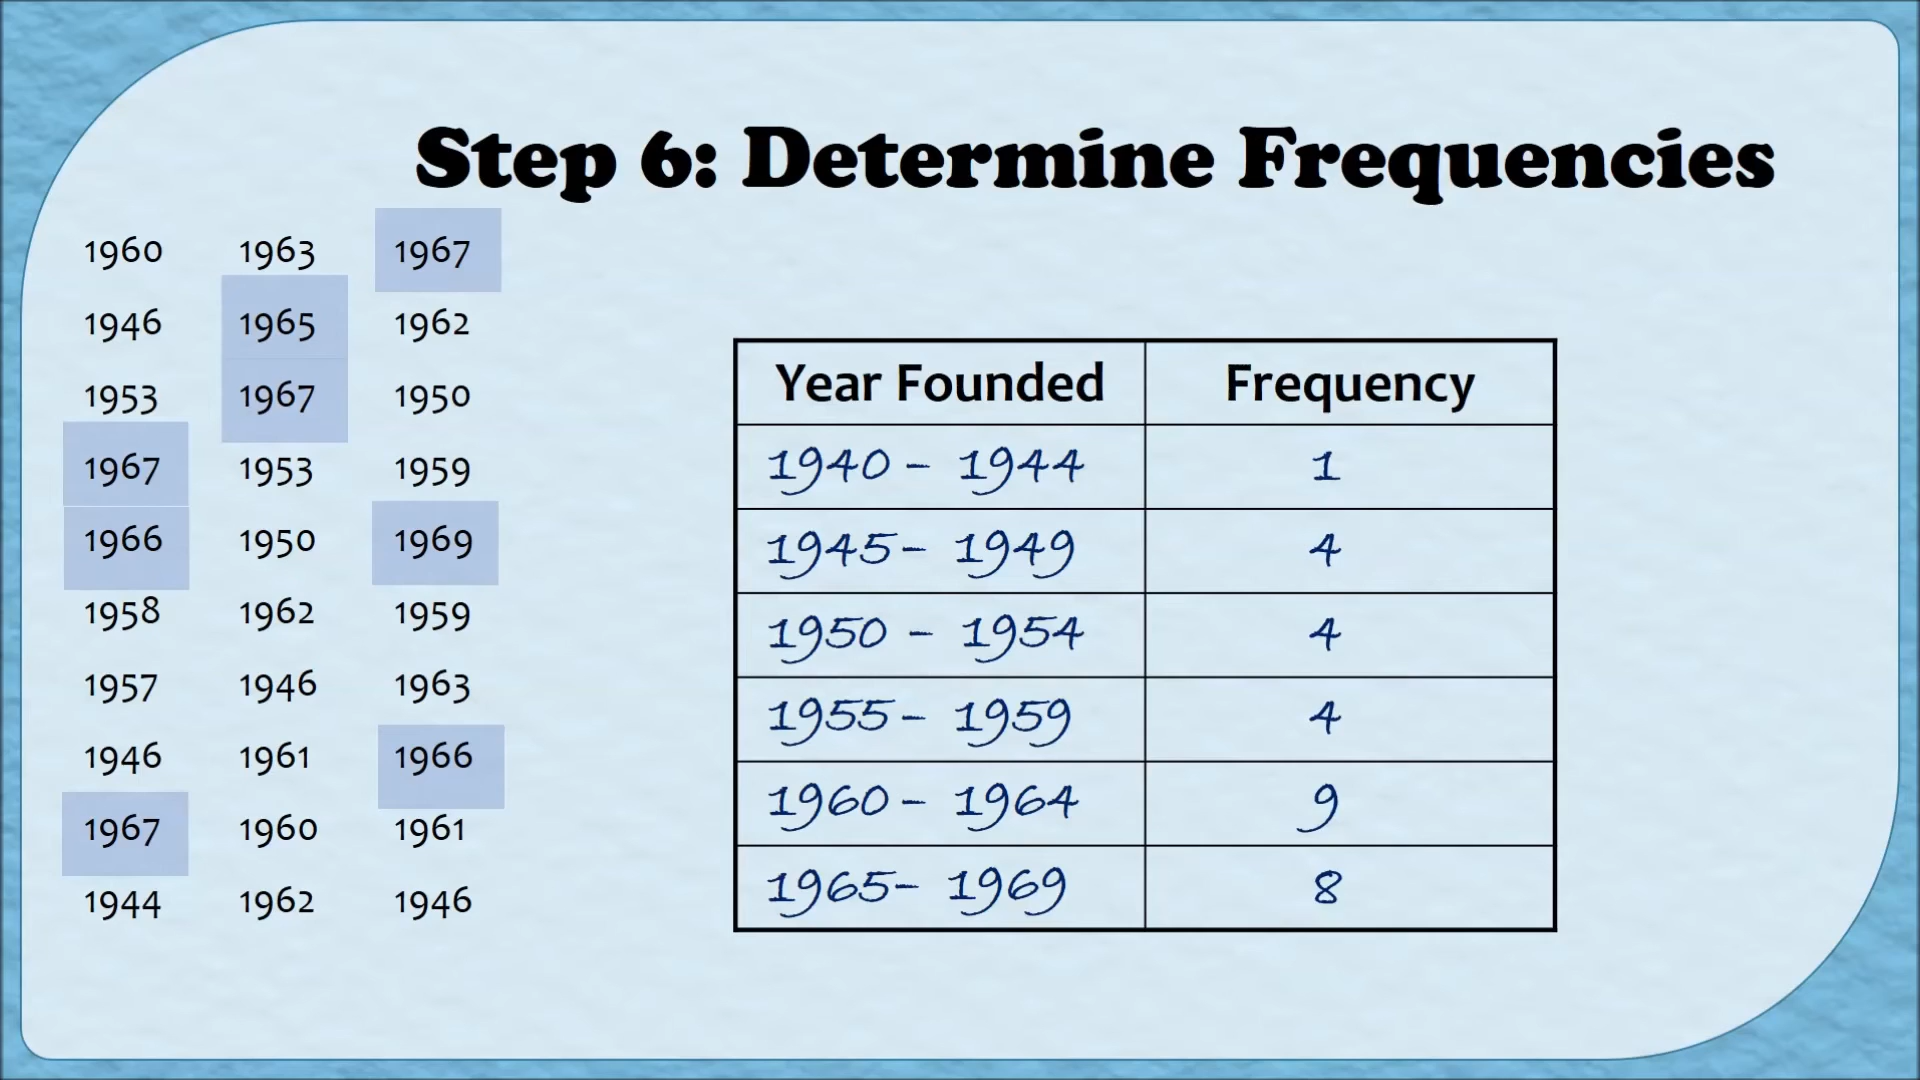 Step 6: Determine Frequencies
1960 1963 1967
1946 1965 1962
1953 1967 1950
1967 1953 1959
1966 1950 1969
1958 1962 1959
1957 1946 1963
1946 1961 1966
1967 1960 1961
1944 1962 1946
Year Founded Frequency
1940 - 1944 1
1945 - 1949 4
1950 - 1954 4
1955 - 1959 4
1960 - 1964 9
1965 - 1969 8